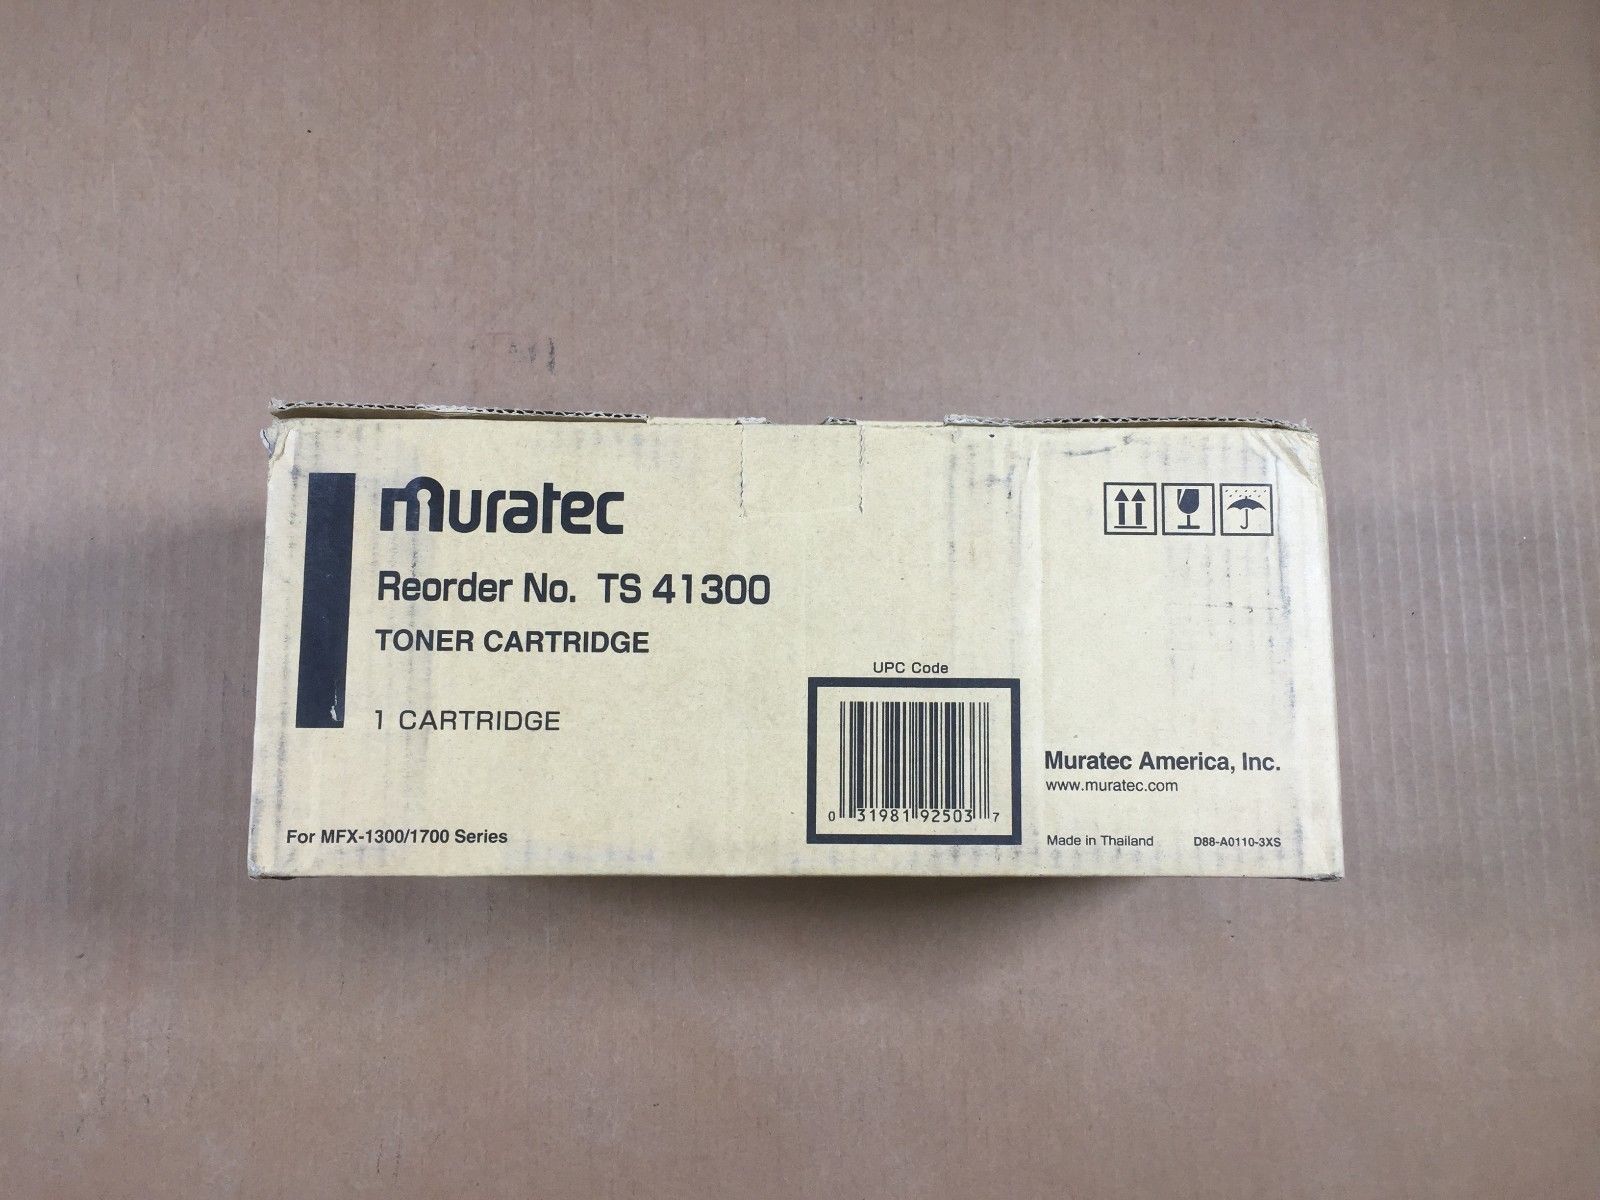 muratec
Reorder No. TS 41300
TONER CARTRIDGE
1 CARTRIDGE
For MFX-1300/1700 Series
UPC Code
0 31981 92503 7
Muratec America, Inc.
www.muratec.com
Made in Thailand D88-A0110-3XS